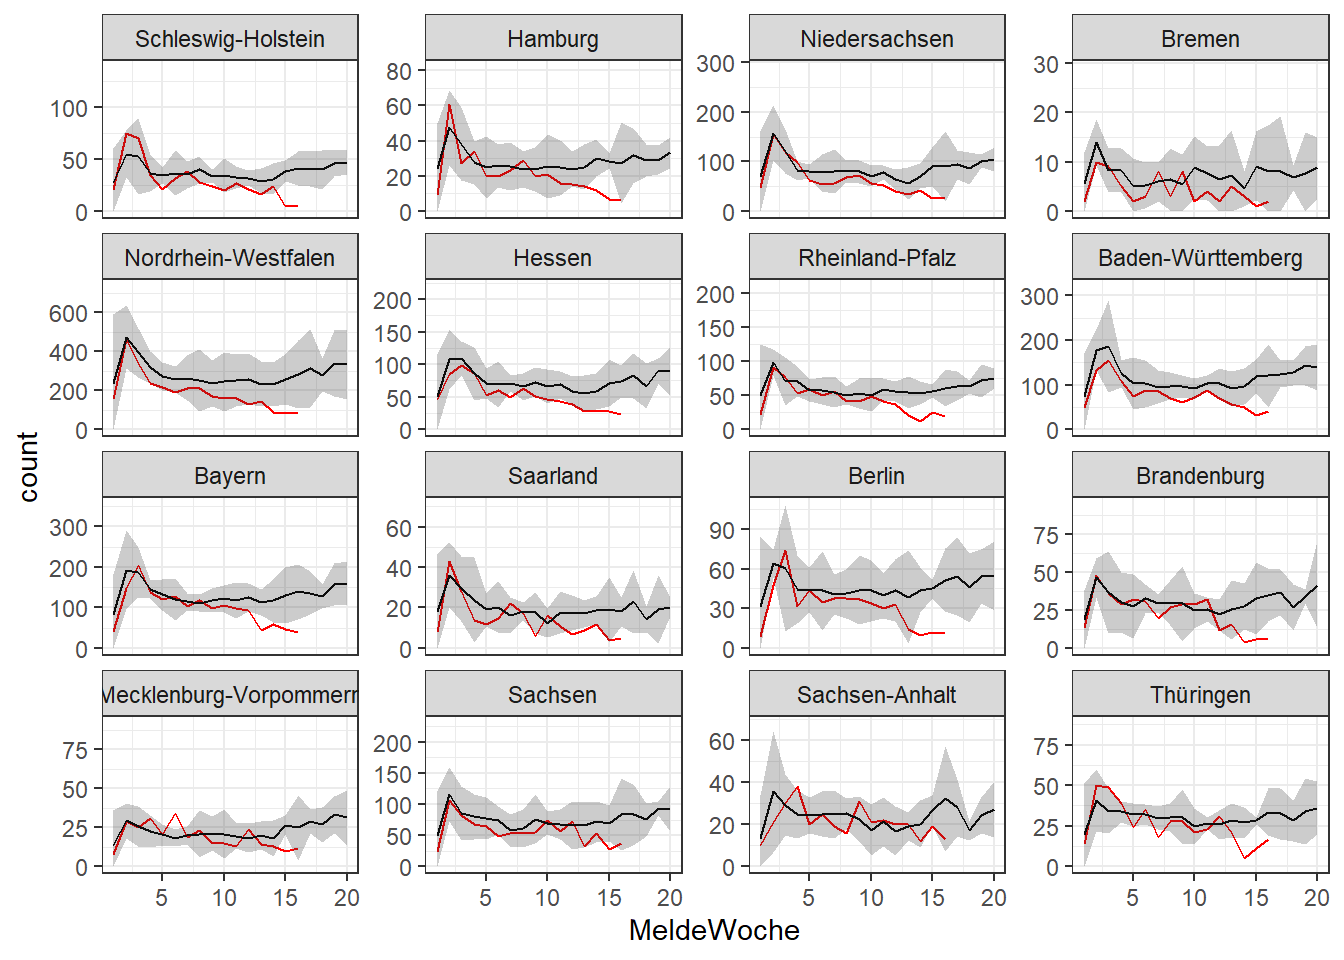 Schleswig-Holstein Hamburg Niedersachsen Bremen
100 80 300 30
50 60 200 20
0 40 100 10
20 0 0
0
Nordrhein-Westfalen Hessen Rheinland-Pfalz Baden-Württemberg
600 200 200 300
400 150 150 200
200 100 100 100
0 50 50 0
0 0
Bayern Saarland Berlin Brandenburg
300 60 90 75
200 40 60 50
100 20 30 25
0 0 0 0
Mecklenburg-Vorpommern Sachsen Sachsen-Anhalt Thüringen
75 200 60 75
50 150 40 50
25 100 20 25
0 50 0 0
0
5 10 15 20 5 10 15 20 5 10 15 20 5 10 15 20
MeldeWoche
count